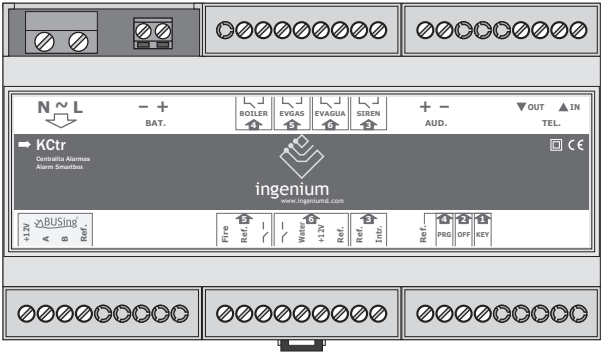 N ~ L
− +
BAT.
BOILER EVGAS EVAGUA SIREN
4 5 6 3
+ −
AUD.
▼OUT ▲IN
TEL.
➡ KCtr
Centralita Alarmas
Alarm Smartbox
ingenium
www.ingeniumsl.com
CE
BUSing
+12V A B Ref.
5 6 3
Fire Ref. Water +12V Ref. Ref. Intr.
4 2 1
Ref. PRG OFF KEY